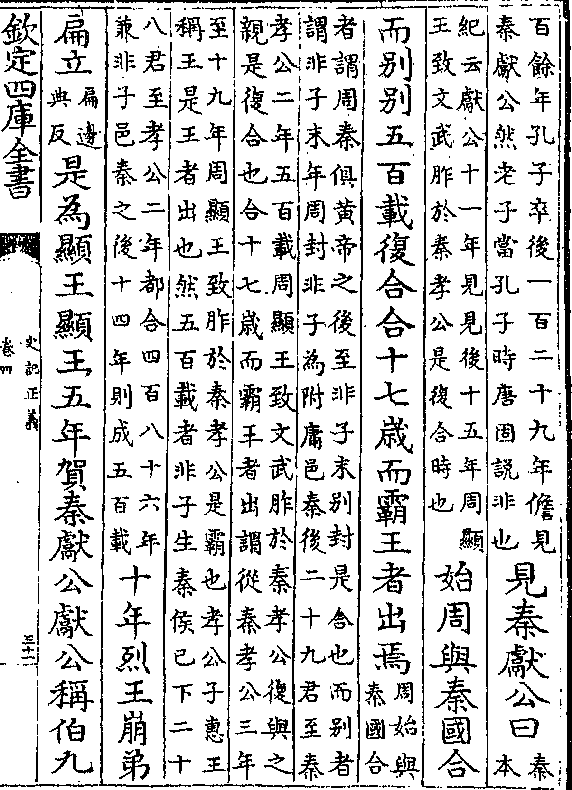 百餘年孔子卒後一百二十九年儋見
秦獻公然老子當孔子時唐固說非也
見秦獻公曰
秦
本
紀云獻公十一年見見後十五年周顯
王致文武胙於秦孝公是復合時也
始周與秦國合
而别别五百載復合合十七歳而霸王者出焉
周始與
秦國合
者謂周秦俱黄帝之後至非子末别封是合也而别者
謂非子末年周封非子為附庸邑秦後二十九君至秦
孝公二年五百載周顯王致文武胙於秦孝公復與之
親是復合也合十七歳而霸王者出謂從秦孝公三年
至十九年周顯王致胙於秦孝公是霸也孝公子惠王
稱王是王者出也然五百載者非子生秦侯已下二十
八君至孝公二年都合四百八十六年
兼非子邑秦之後十四年則成五百載
十年烈王崩弟
扁立
扁邊
典反
是為顯王顯王五年賀秦獻公獻公稱伯九
欽定四庫全書
史記正義
卷四
三十二